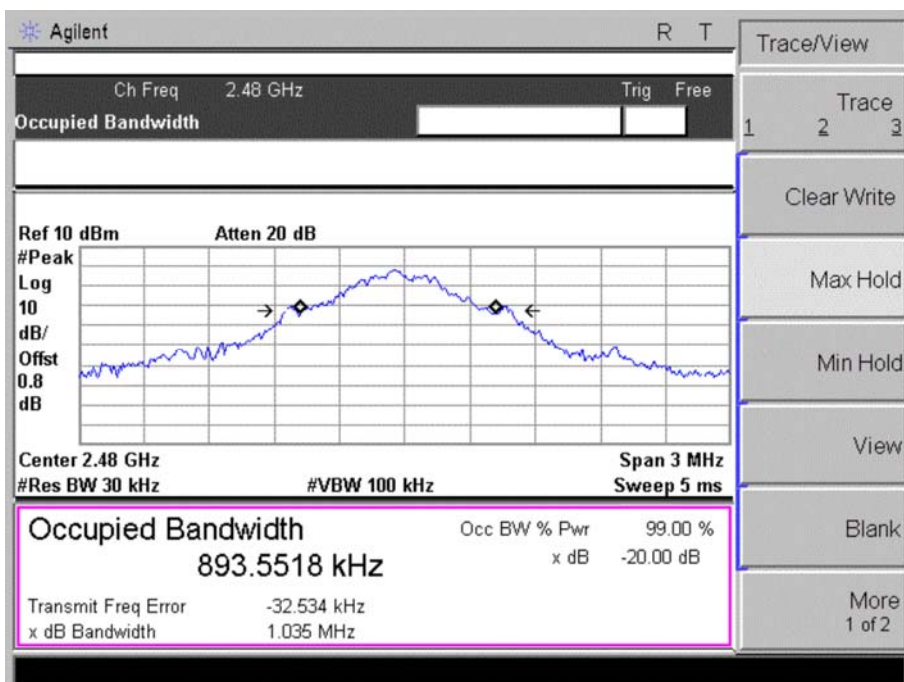 Agilent R T
Ch Freq 2.48 GHz Trig Free
Occupied Bandwidth
Ref 10 dBm Atten 20 dB
#Peak
Log
10
dB/
Offst
0.8
dB
Center 2.48 GHz Span 3 MHz
#Res BW 30 kHz #VBW 100 kHz Sweep 5 ms
Occupied Bandwidth
893.5518 kHz
Occ BW % Pwr 99.00 %
x dB -20.00 dB
Transmit Freq Error -32.534 kHz
x dB Bandwidth 1.035 MHz
Trace/View
Trace
1 2 3
Clear Write
Max Hold
Min Hold
View
Blank
More
1 of 2